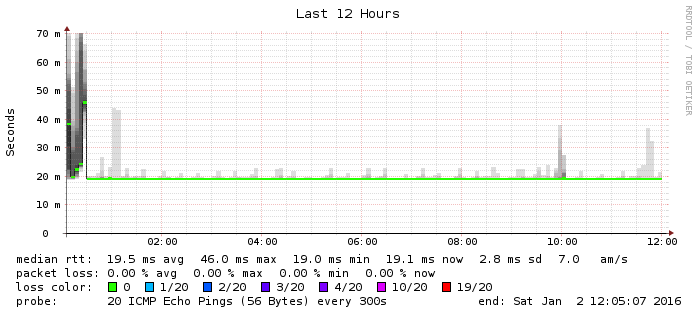 Last 12 Hours
RRDTOOL / TOBI OETIKER
Seconds
70 m
60 m
50 m
40 m
30 m
20 m
10 m
0
02:00 04:00 06:00 08:00 10:00 12:00
median rtt: 19.5 ms avg 46.0 ms max 19.0 ms min 19.1 ms now 2.8 ms sd 7.0 am/s
packet loss: 0.00 % avg 0.00 % max 0.00 % min 0.00 % now
loss color: 0 1/20 2/20 3/20 4/20 10/20 19/20
probe: 20 ICMP Echo Pings (56 Bytes) every 300s end: Sat Jan 2 12:05:07 2016